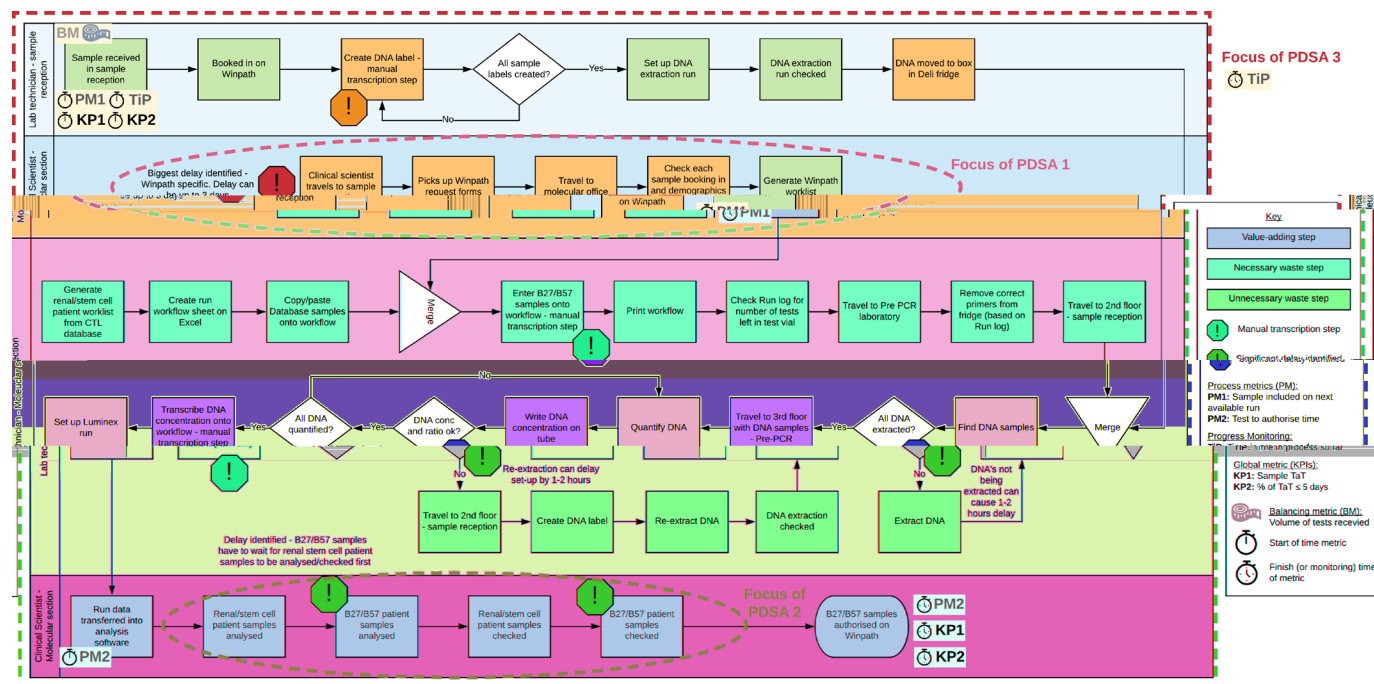 Lab technician - sample
reception
BM
Sample received
in sample
reception
PM1 TiP
KP1 KP2
Booked in on
Winpath
Create DNA label -
manual
transcription step
All sample
labels created?
Yes
No
Set up DNA
extraction run
DNA extraction
run checked
DNA moved to box
in Deli fridge
Focus of PDSA 3
TiP
Scientist -
Biggest delay identified -
Winpath specific. Delay can
Clinical scientist
travels to sample
reception
Picks up Winpath
request forms
Travel to
molecular office
Check each
sample booking in
and demographics
on Winpath
Generate Winpath
worklist
Focus of PDSA 1
PM1
Generate
renal/stem cell
patient worklist
from CTL
database
Create run
workflow sheet on
Excel
Copy/paste
Database samples
onto workflow
Merge
Enter B27/B57
samples onto
workflow - manual
transcription step
Print workflow
Check Run log for
number of tests
left in test vial
Travel to Pre PCR
laboratory
Remove correct
primers from
fridge (based on
Run log)
Travel to 2nd floor
- sample reception
Key
Value-adding step
Necessary waste step
Unnecessary waste step
Manual transcription step
Significant delay identified
Process metrics (PM):
PM1: Sample included on next
available run
PM2: Test to authorise time
Progress Monitoring:
Global metric (KPIs):
KP1: Sample TaT
KP2: % of TaT ≤ 5 days
Balancing metric (BM):
Volume of tests recevied
Start of time metric
Finish (or monitoring) time
of metric
No
Set up Luminex
run
Transcribe DNA
concentration onto
workflow - manual
transcription step
Yes
All DNA
quantified?
Yes
DNA conc
and ratio ok?
Write DNA
concentration on
tube
Quantify DNA
Travel to 3rd floor
with DNA samples
- Pre-PCR
Yes
All DNA
extracted?
Find DNA samples
Merge
No
Re-extraction can delay
set-up by 1-2 hours
No
DNA's not
being
extracted can
cause 1-2
hours delay
Travel to 2nd floor
- sample reception
Create DNA label
Re-extract DNA
DNA extraction
checked
Extract DNA
Delay identified - B27/B57 samples
have to wait for renal stem cell patient
samples to be analysed/checked first
Clinical Scientist -
Molecular section
Run data
transferred into
analysis
software
PM2
Renal/stem cell
patient samples
analysed
B27/B57 patient
samples
analysed
Renal/stem cell
patient samples
checked
B27/B57 patient
samples
checked
Focus of
PDSA 2
B27/B57 samples
authorised on
Winpath
PM2
KP1
KP2